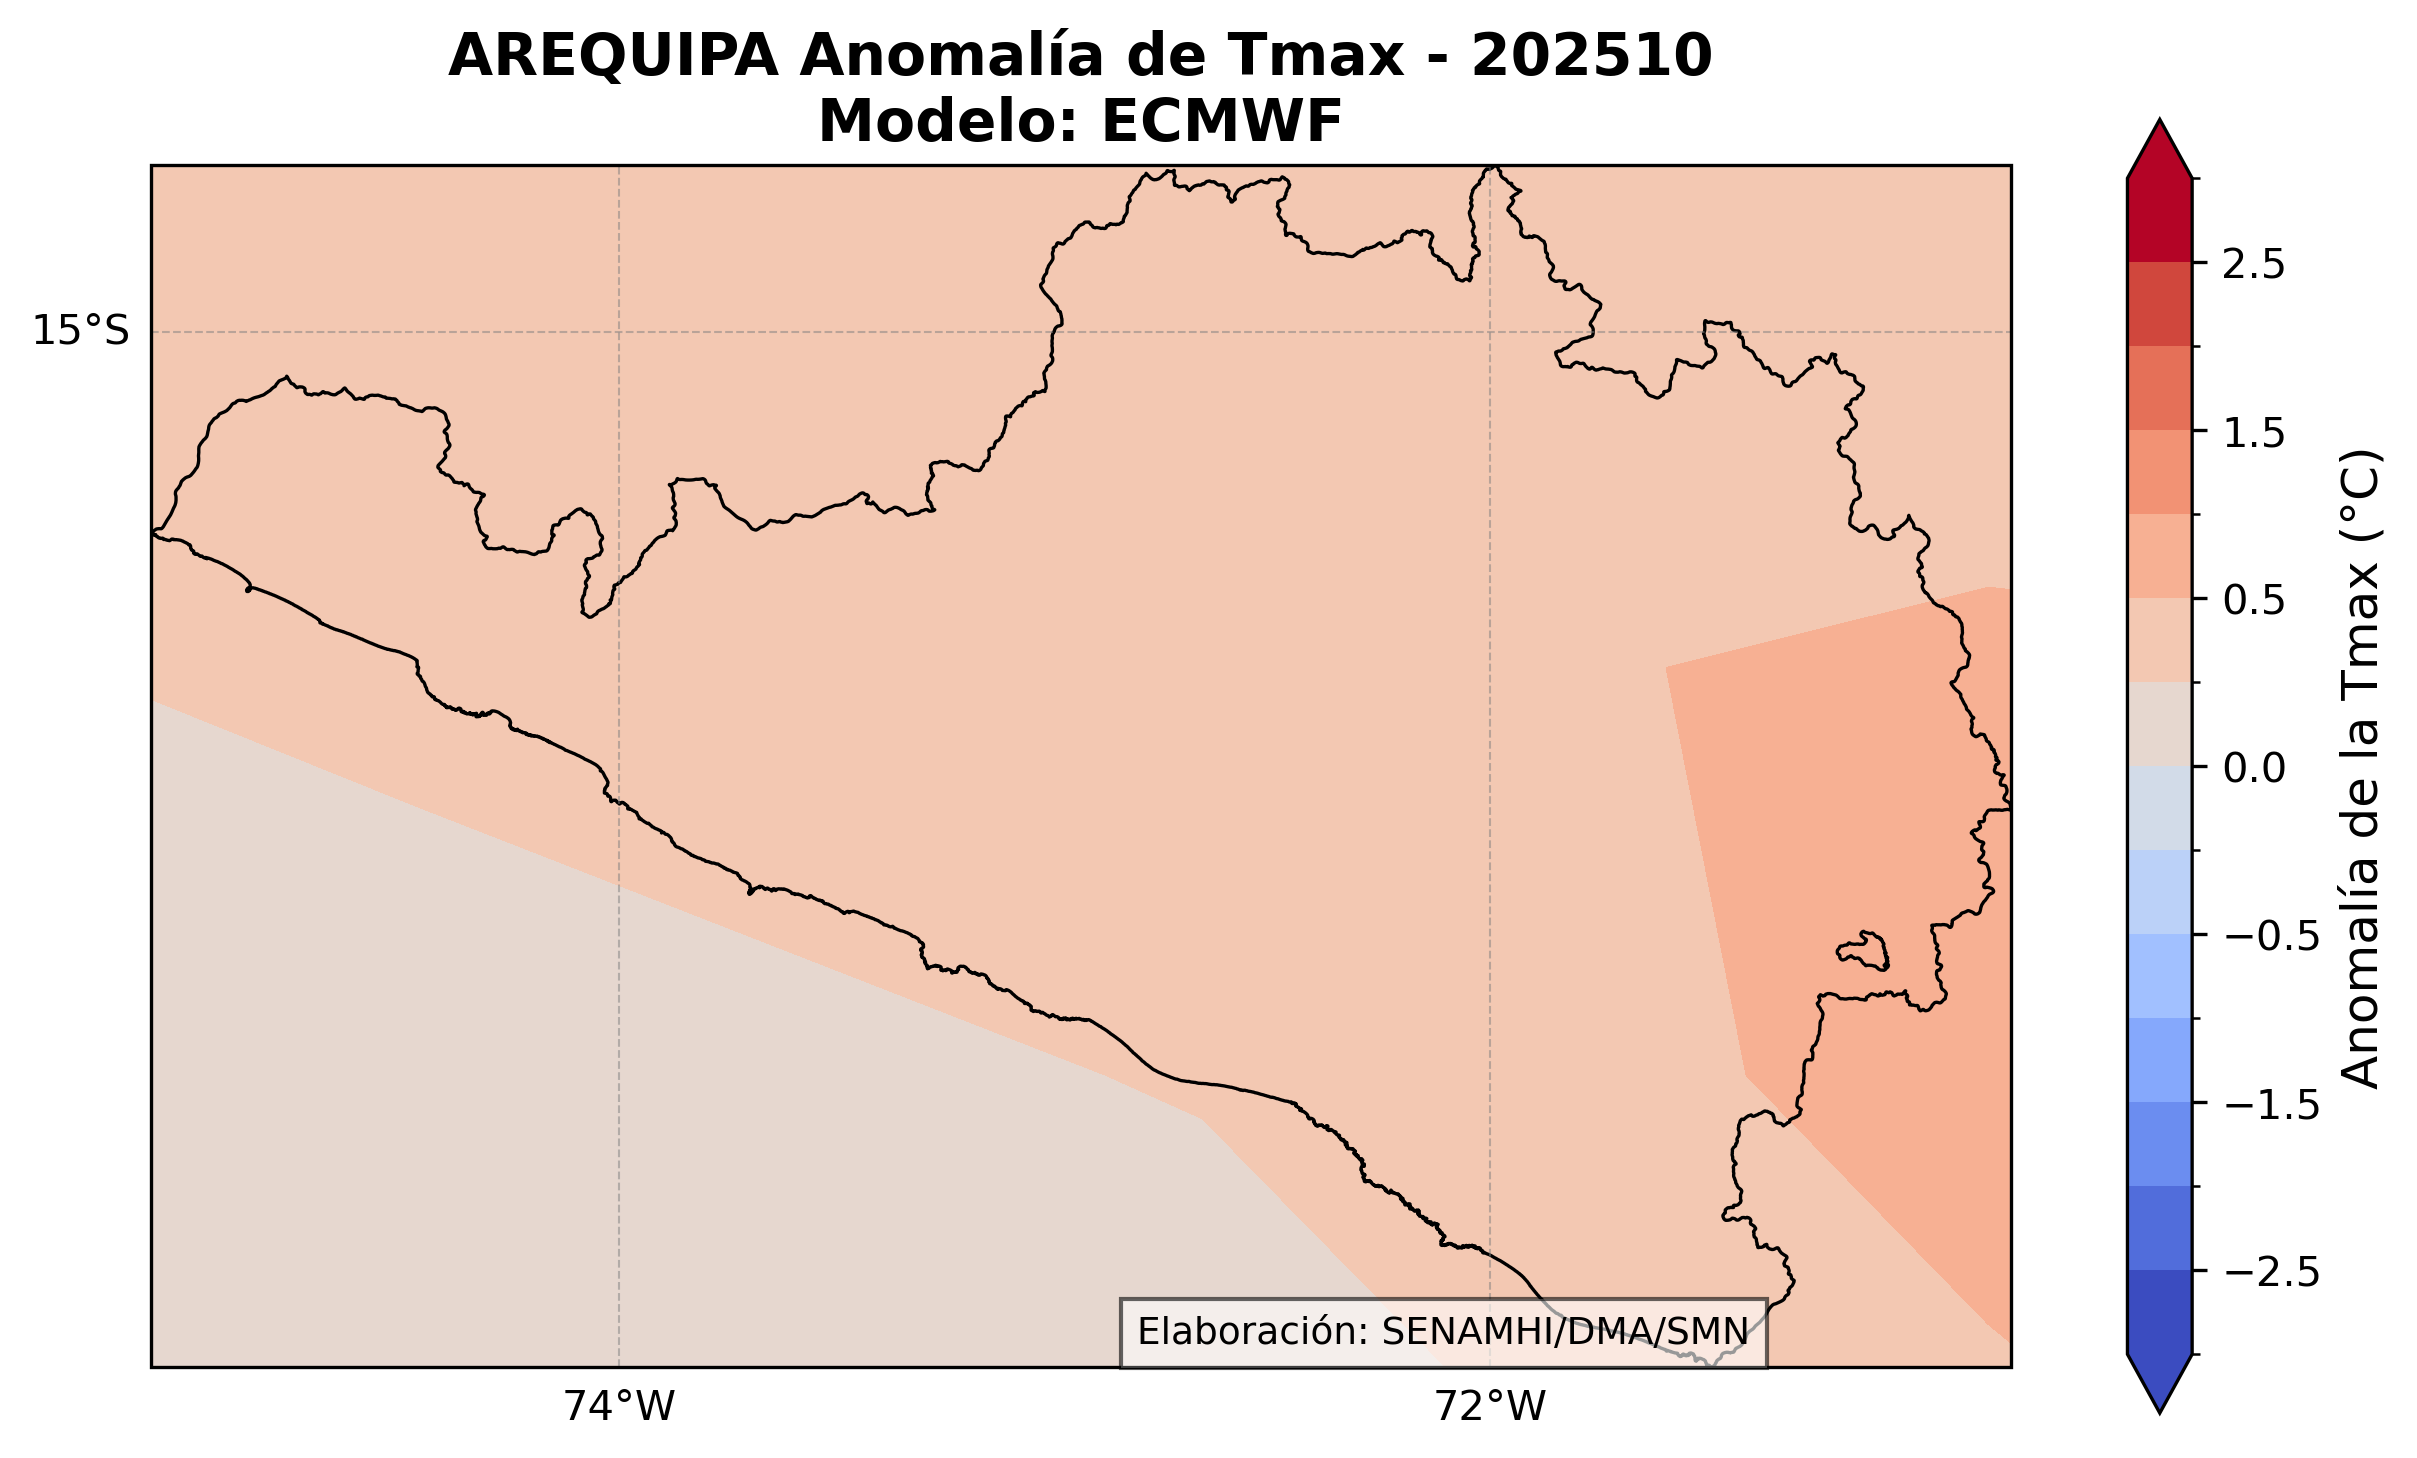 AREQUIPA Anomalía de Tmax - 202510
Modelo: ECMWF
15°S
74°W
72°W
Elaboración: SENAMHI/DMA/SMN
2.5
1.5
0.5
0.0
−0.5
−1.5
−2.5
Anomalía de la Tmax (°C)